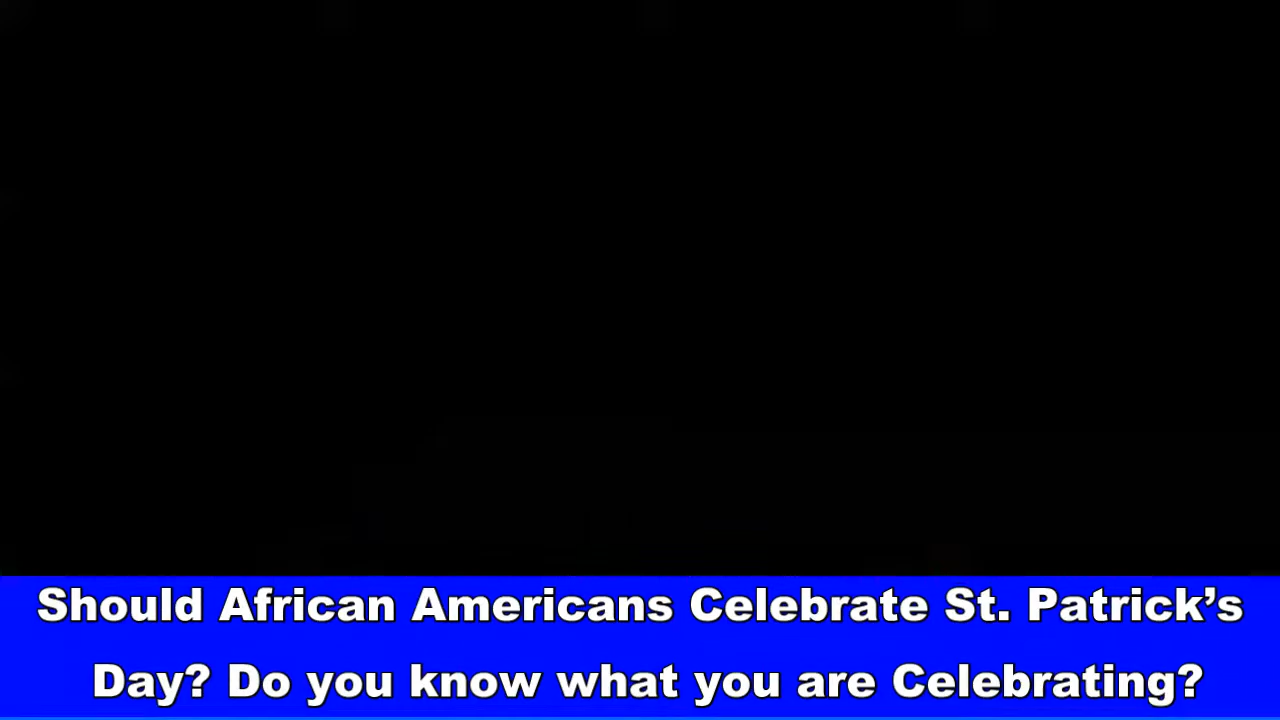 Should African Americans Celebrate St. Patrick’s
Day? Do you know what you are Celebrating?